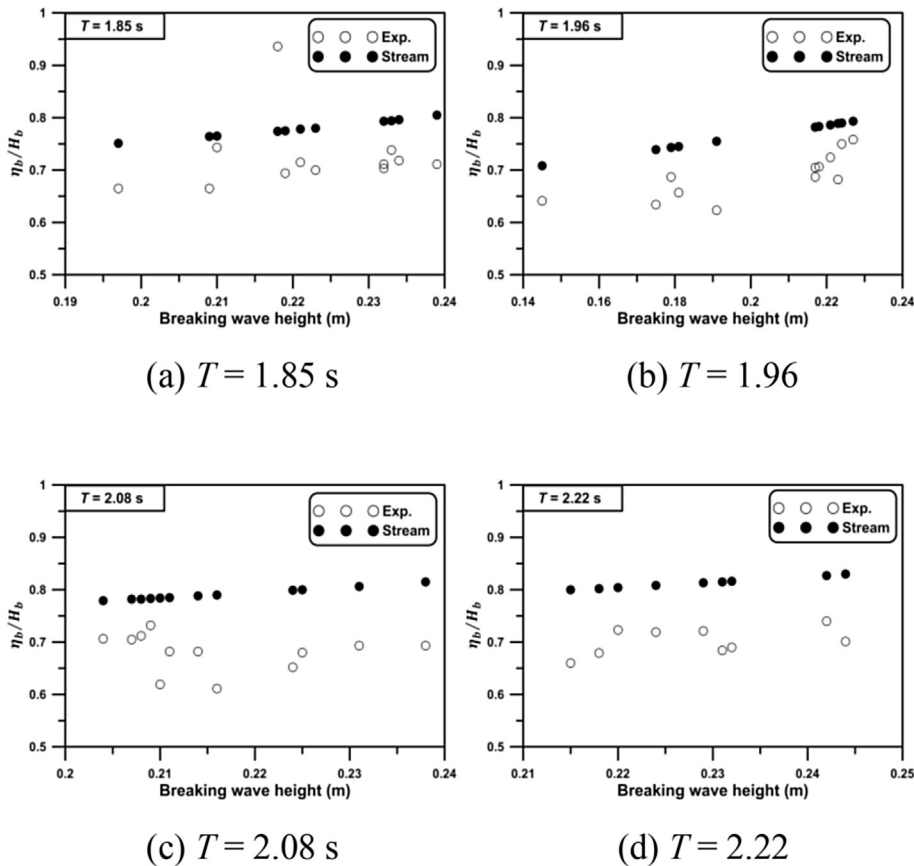 T = 1.85 s
Exp.
Stream
1
0.9
0.8
0.7
0.6
0.5
η_b/H_b
0.19 0.2 0.21 0.22 0.23 0.24
Breaking wave height (m)
(a) T = 1.85 s
T = 1.96 s
Exp.
Stream
1
0.9
0.8
0.7
0.6
0.5
η_b/H_b
0.14 0.16 0.18 0.2 0.22 0.24
Breaking wave height (m)
(b) T = 1.96
T = 2.08 s
Exp.
Stream
1
0.9
0.8
0.7
0.6
0.5
η_b/H_b
0.2 0.21 0.22 0.23 0.24
Breaking wave height (m)
(c) T = 2.08 s
T = 2.22 s
Exp.
Stream
1
0.9
0.8
0.7
0.6
0.5
η_b/H_b
0.21 0.22 0.23 0.24 0.25
Breaking wave height (m)
(d) T = 2.22